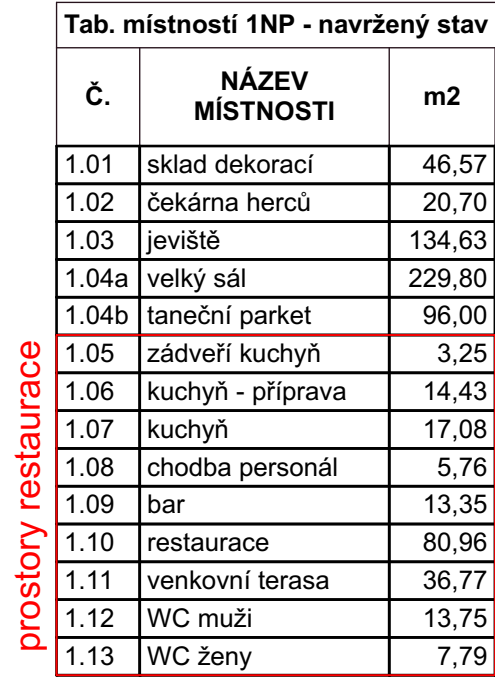 Tab. místností 1NP - navržený stav
Č. NÁZEV MÍSTNOSTI m2
1.01 sklad dekorací 46,57
1.02 čekárna herců 20,70
1.03 jeviště 134,63
1.04a velký sál 229,80
1.04b taneční parket 96,00
1.05 zádveří kuchyň 3,25
1.06 kuchyň - příprava 14,43
1.07 kuchyň 17,08
1.08 chodba personál 5,76
1.09 bar 13,35
1.10 restaurace 80,96
1.11 venkovní terasa 36,77
1.12 WC muži 13,75
1.13 WC ženy 7,79
prostory restaurace